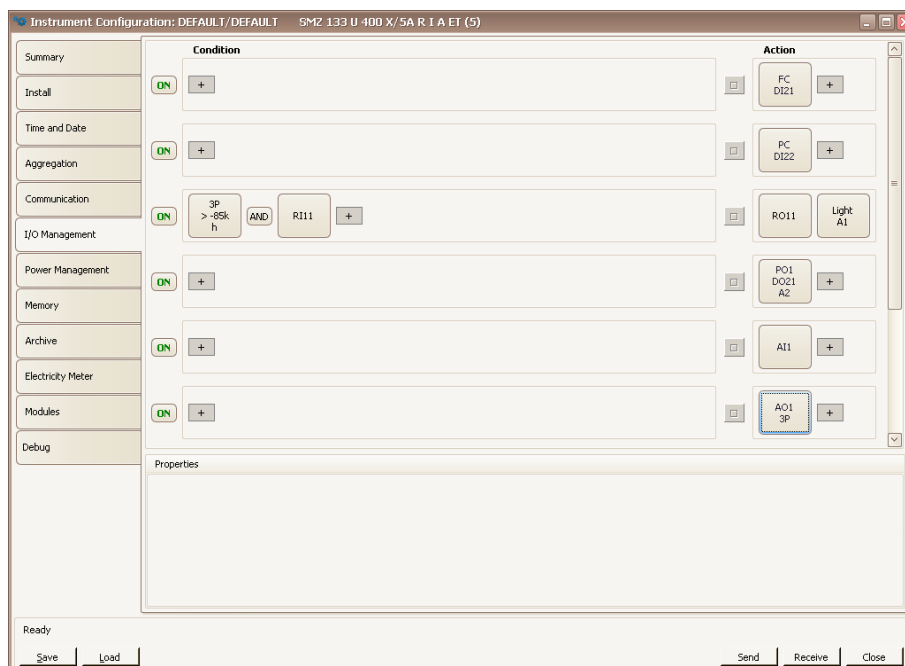 Instrument Configuration: DEFAULT/DEFAULT SMZ 133 U 400 X/5A R I A ET (5)
Summary
Install
Time and Date
Aggregation
Communication
I/O Management
Power Management
Memory
Archive
Electricity Meter
Modules
Debug
Condition Action
ON + FC
DI21 +
ON + PC
DI22 +
ON 3P
> -85k
h AND RI11 + RO11 Light
A1
ON + PO1
DO21
A2 +
ON + AI1 +
ON + AO1
3P +
Properties
Ready
Save Load Send Receive Close